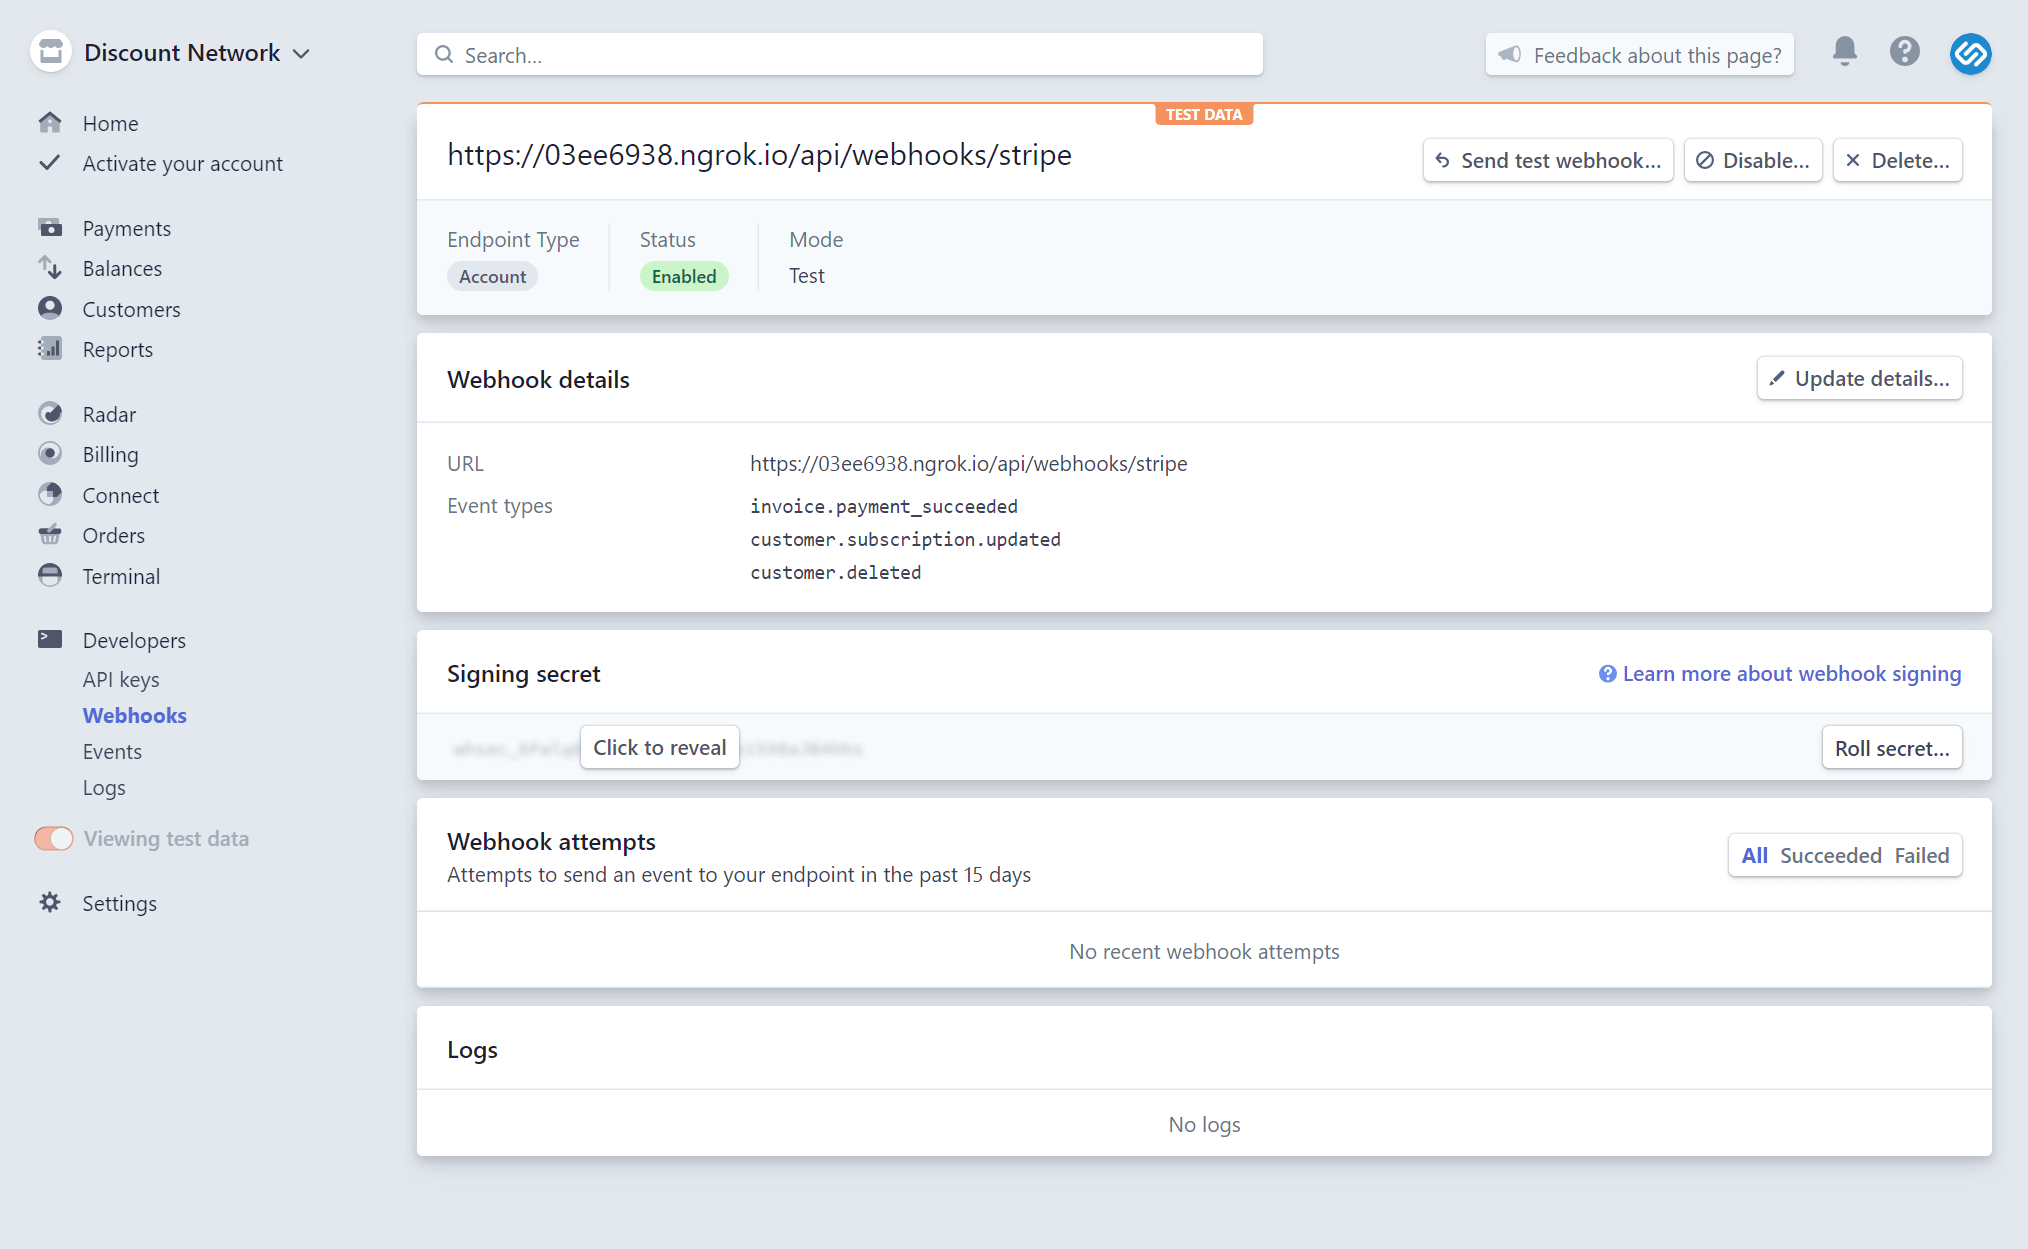 Discount Network
Search...
Feedback about this page?
Home
Activate your account
Payments
Balances
Customers
Reports
Radar
Billing
Connect
Orders
Terminal
Developers
API keys
Webhooks
Events
Logs
Viewing test data
Settings
TEST DATA
https://03ee6938.ngrok.io/api/webhooks/stripe
Send test webhook...
Disable...
Delete...
Endpoint Type
Account
Status
Enabled
Mode
Test
Webhook details
Update details...
URL
https://03ee6938.ngrok.io/api/webhooks/stripe
Event types
invoice.payment_succeeded
customer.subscription.updated
customer.deleted
Signing secret
Learn more about webhook signing
Click to reveal
Roll secret...
Webhook attempts
Attempts to send an event to your endpoint in the past 15 days
All Succeeded Failed
No recent webhook attempts
Logs
No logs